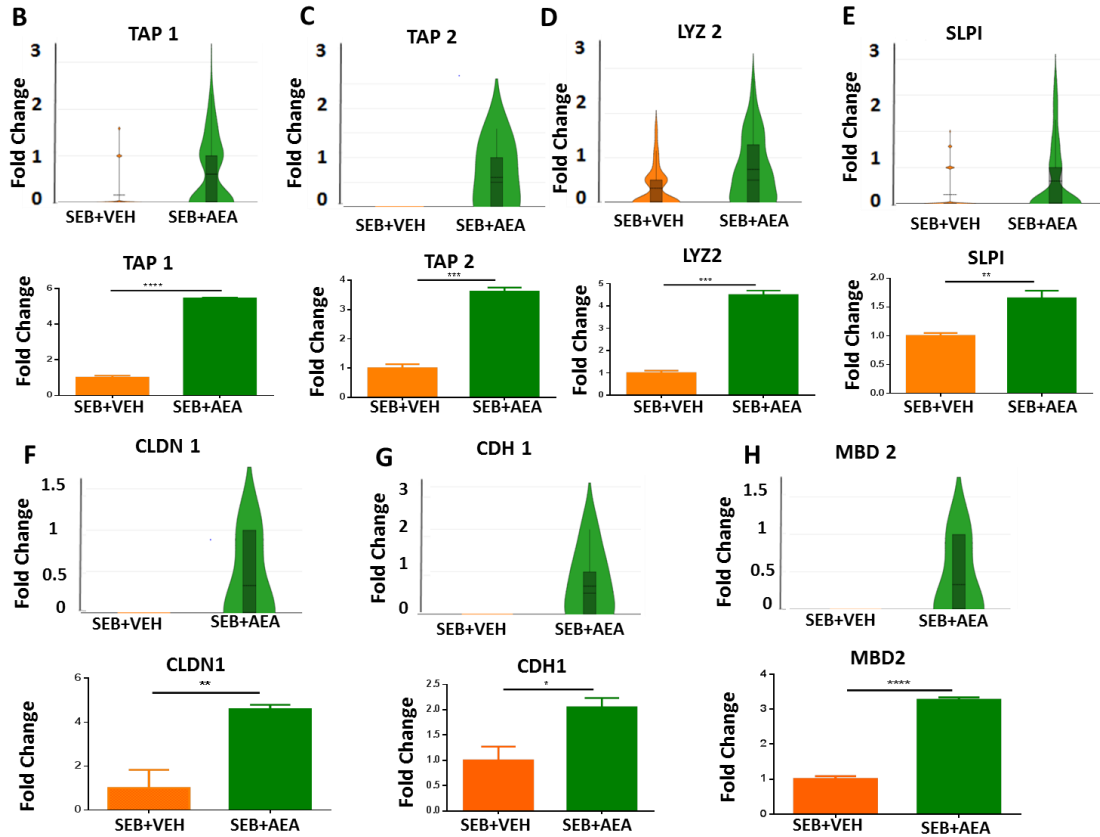 B
TAP 1
Fold Change
3
2
1
0
SEB+VEH SEB+AEA
C
TAP 2
Fold Change
3
2
1
0
SEB+VEH SEB+AEA
D
LYZ 2
Fold Change
3
2
1
0
SEB+VEH SEB+AEA
E
SLPI
Fold Change
3
2
1
0
SEB+VEH SEB+AEA
TAP 1
Fold Change
6
4
2
0
****
SEB+VEH SEB+AEA
TAP 2
Fold Change
4
3
2
1
0
***
SEB+VEH SEB+AEA
LYZ2
Fold Change
5
4
3
2
1
0
***
SEB+VEH SEB+AEA
SLPI
Fold Change
2.0
1.5
1.0
0.5
0.0
**
SEB+VEH SEB+AEA
F
CLDN 1
Fold Change
1.5
1
0.5
0
SEB+VEH SEB+AEA
G
CDH 1
Fold Change
3
2
1
0
SEB+VEH SEB+AEA
H
MBD 2
Fold Change
1.5
1
0.5
0
SEB+VEH SEB+AEA
CLDN1
Fold Change
6
4
2
0
**
SEB+VEH SEB+AEA
CDH1
Fold Change
2.5
2.0
1.5
1.0
0.5
0.0
*
SEB+VEH SEB+AEA
MBD2
Fold Change
4
3
2
1
0
****
SEB+VEH SEB+AEA